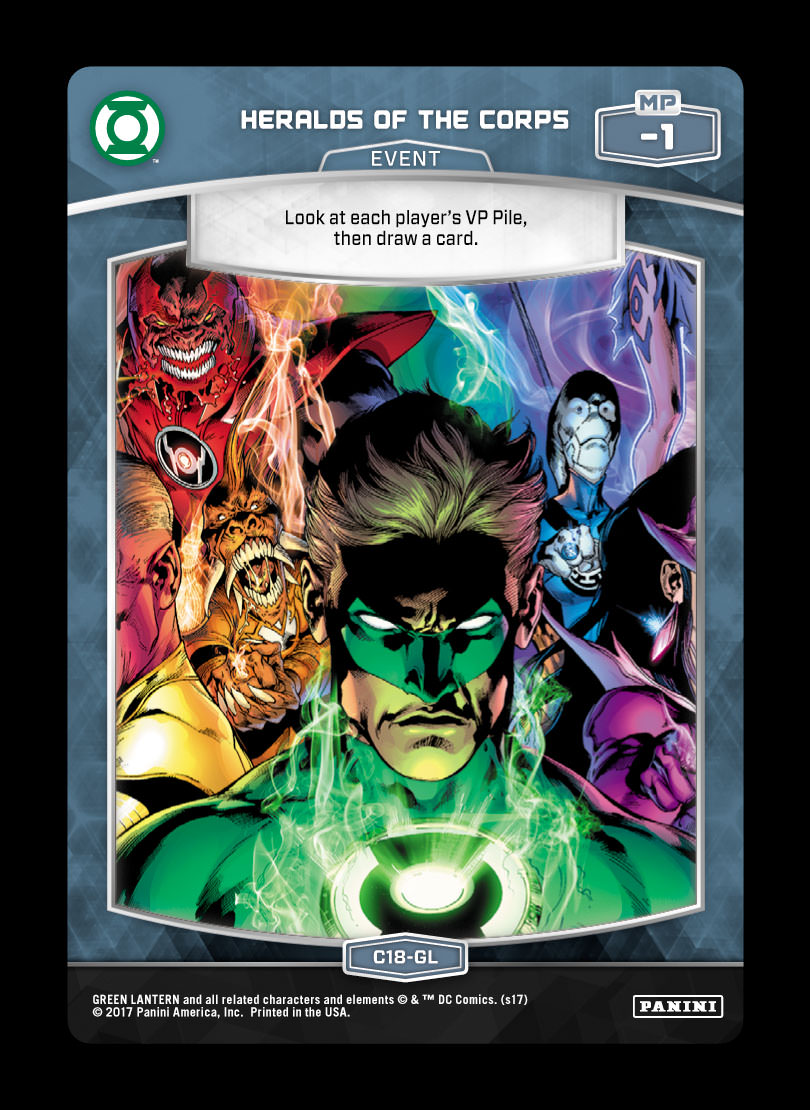 HERALDS OF THE CORPS
MP
-1
EVENT
Look at each player's VP Pile,
then draw a card.
C18-GL
GREEN LANTERN and all related characters and elements © & ™ DC Comics. (s17)
© 2017 Panini America, Inc. Printed in the USA.
PANINI
™